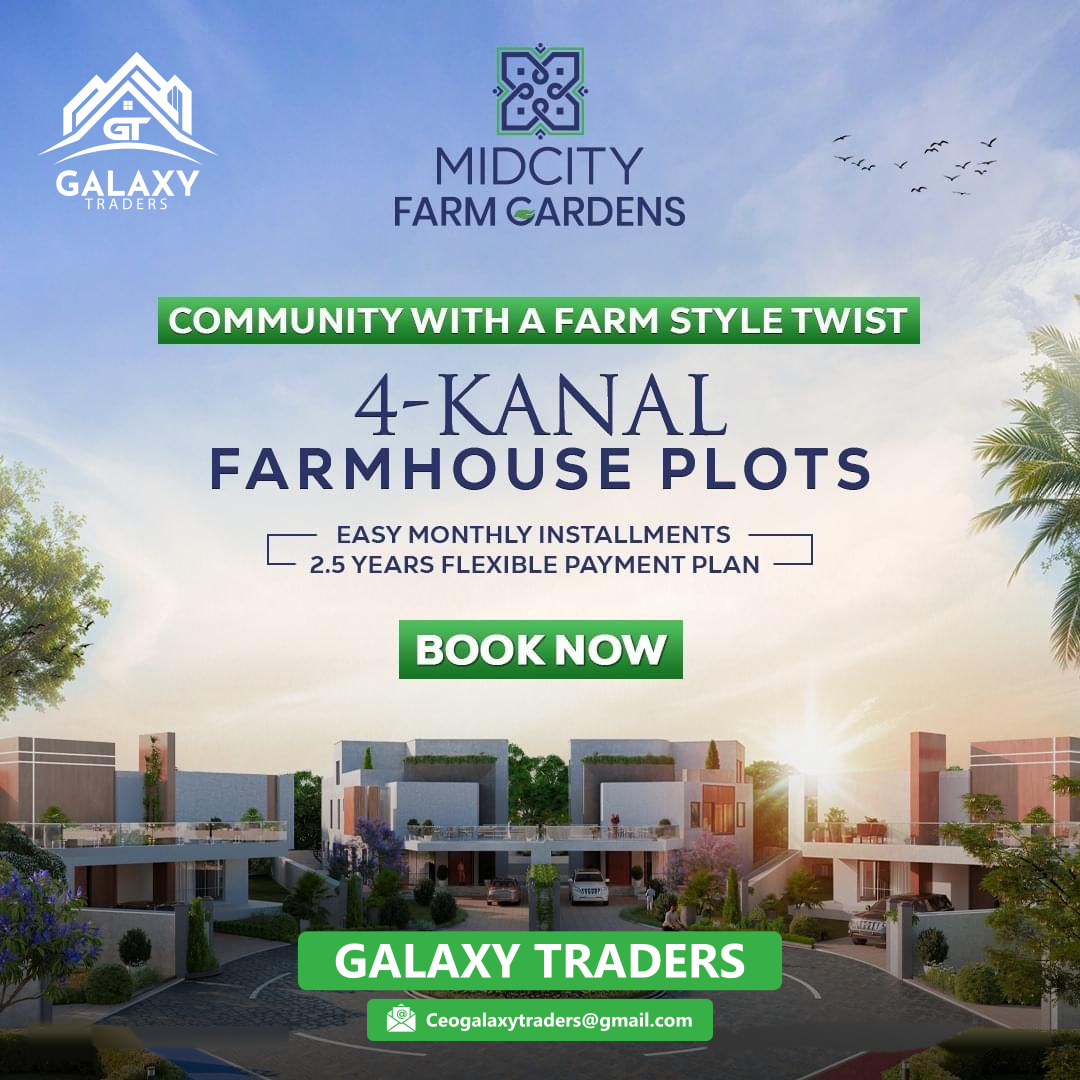 GT
GALAXY
TRADERS
MIDCITY
FARM GARDENS
COMMUNITY WITH A FARM STYLE TWIST
4-KANAL
FARMHOUSE PLOTS
EASY MONTHLY INSTALLMENTS
2.5 YEARS FLEXIBLE PAYMENT PLAN
BOOK NOW
GALAXY TRADERS
Ceogalaxytraders@gmail.com